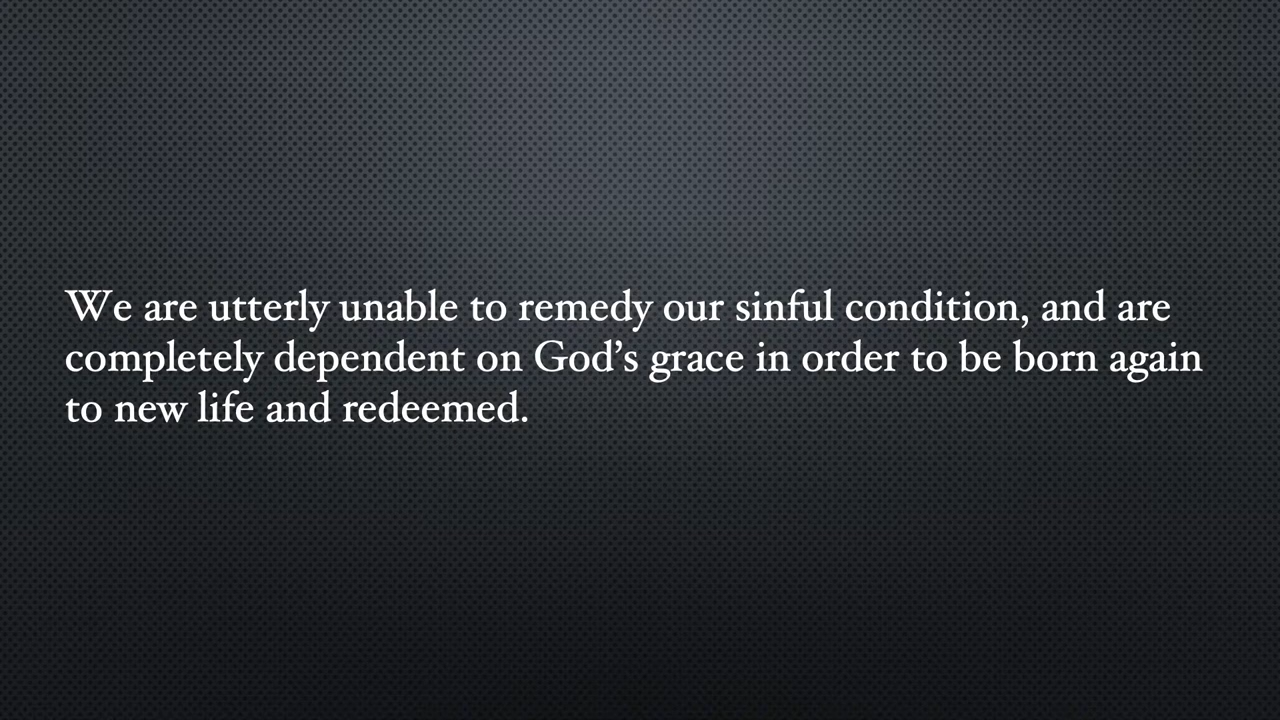 We are utterly unable to remedy our sinful condition, and are
completely dependent on God’s grace in order to be born again
to new life and redeemed.